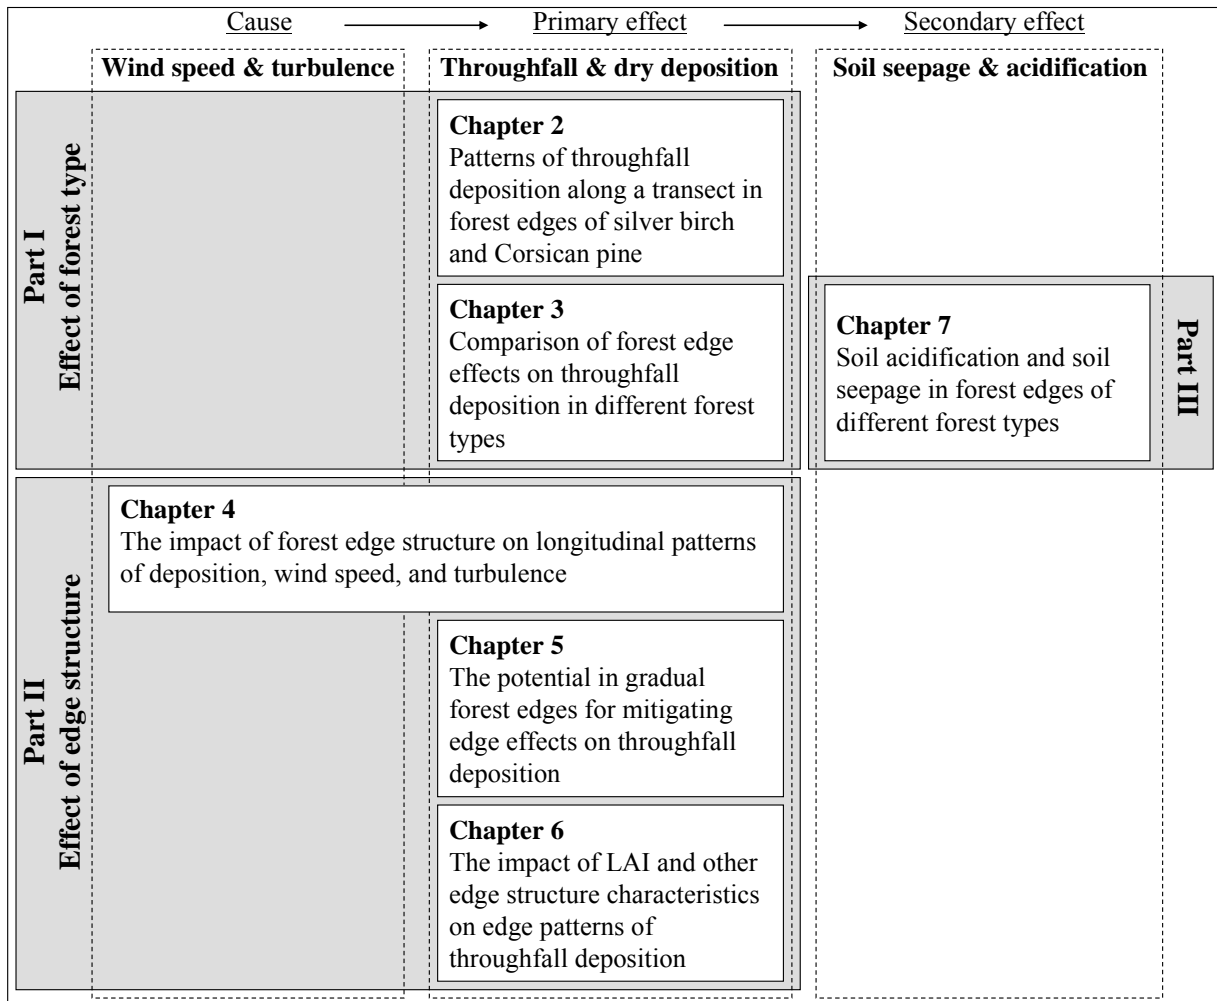 Cause
Primary effect
Secondary effect
Wind speed & turbulence
Throughfall & dry deposition
Soil seepage & acidification
Part I
Effect of forest type
Chapter 2
Patterns of throughfall
deposition along a transect in
forest edges of silver birch
and Corsican pine
Chapter 3
Comparison of forest edge
effects on throughfall
deposition in different forest
types
Chapter 7
Soil acidification and soil
seepage in forest edges of
different forest types
Part III
Part II
Effect of edge structure
Chapter 4
The impact of forest edge structure on longitudinal patterns
of deposition, wind speed, and turbulence
Chapter 5
The potential in gradual
forest edges for mitigating
edge effects on throughfall
deposition
Chapter 6
The impact of LAI and other
edge structure characteristics
on edge patterns of
throughfall deposition